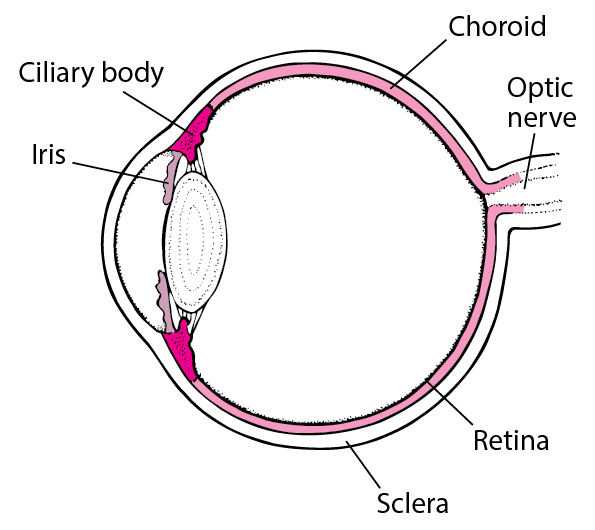 Choroid
Ciliary body
Optic
nerve
Iris
Retina
Sclera